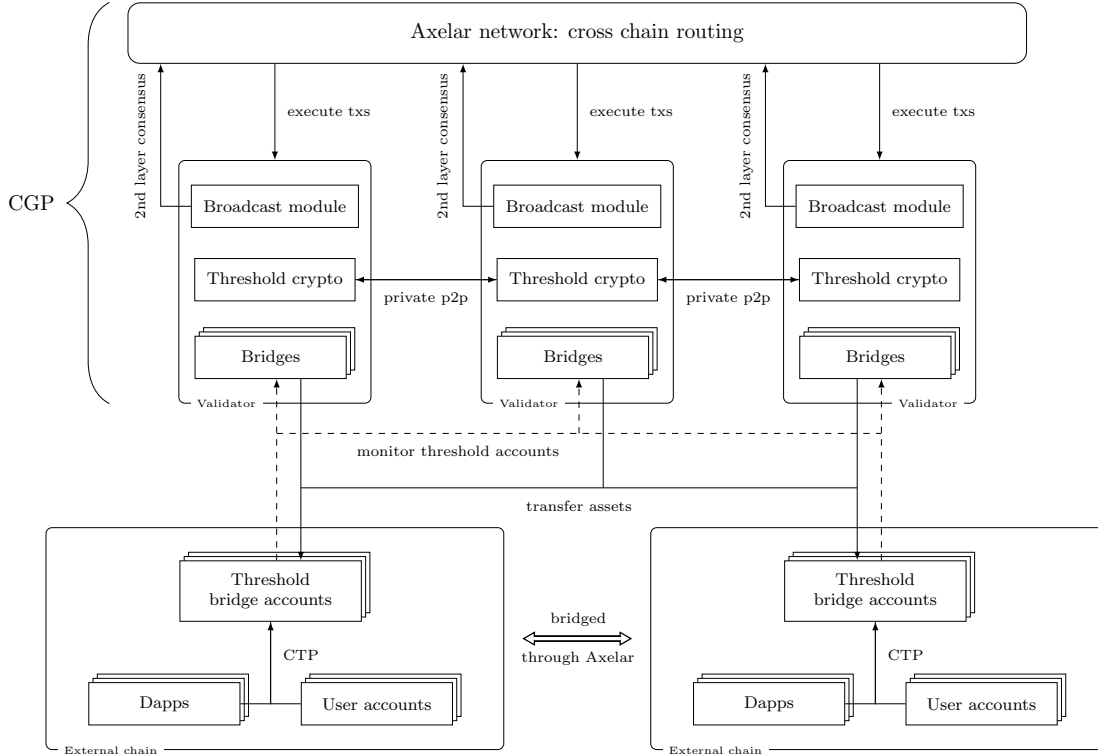 Axelar network: cross chain routing
2nd layer consensus
execute txs
2nd layer consensus
execute txs
2nd layer consensus
execute txs
CGP
Broadcast module
Broadcast module
Broadcast module
Threshold crypto
private p2p
Threshold crypto
private p2p
Threshold crypto
Bridges
Bridges
Bridges
Validator
Validator
Validator
monitor threshold accounts
transfer assets
Threshold
bridge accounts
Threshold
bridge accounts
bridged
through Axelar
CTP
CTP
Dapps
User accounts
Dapps
User accounts
External chain
External chain